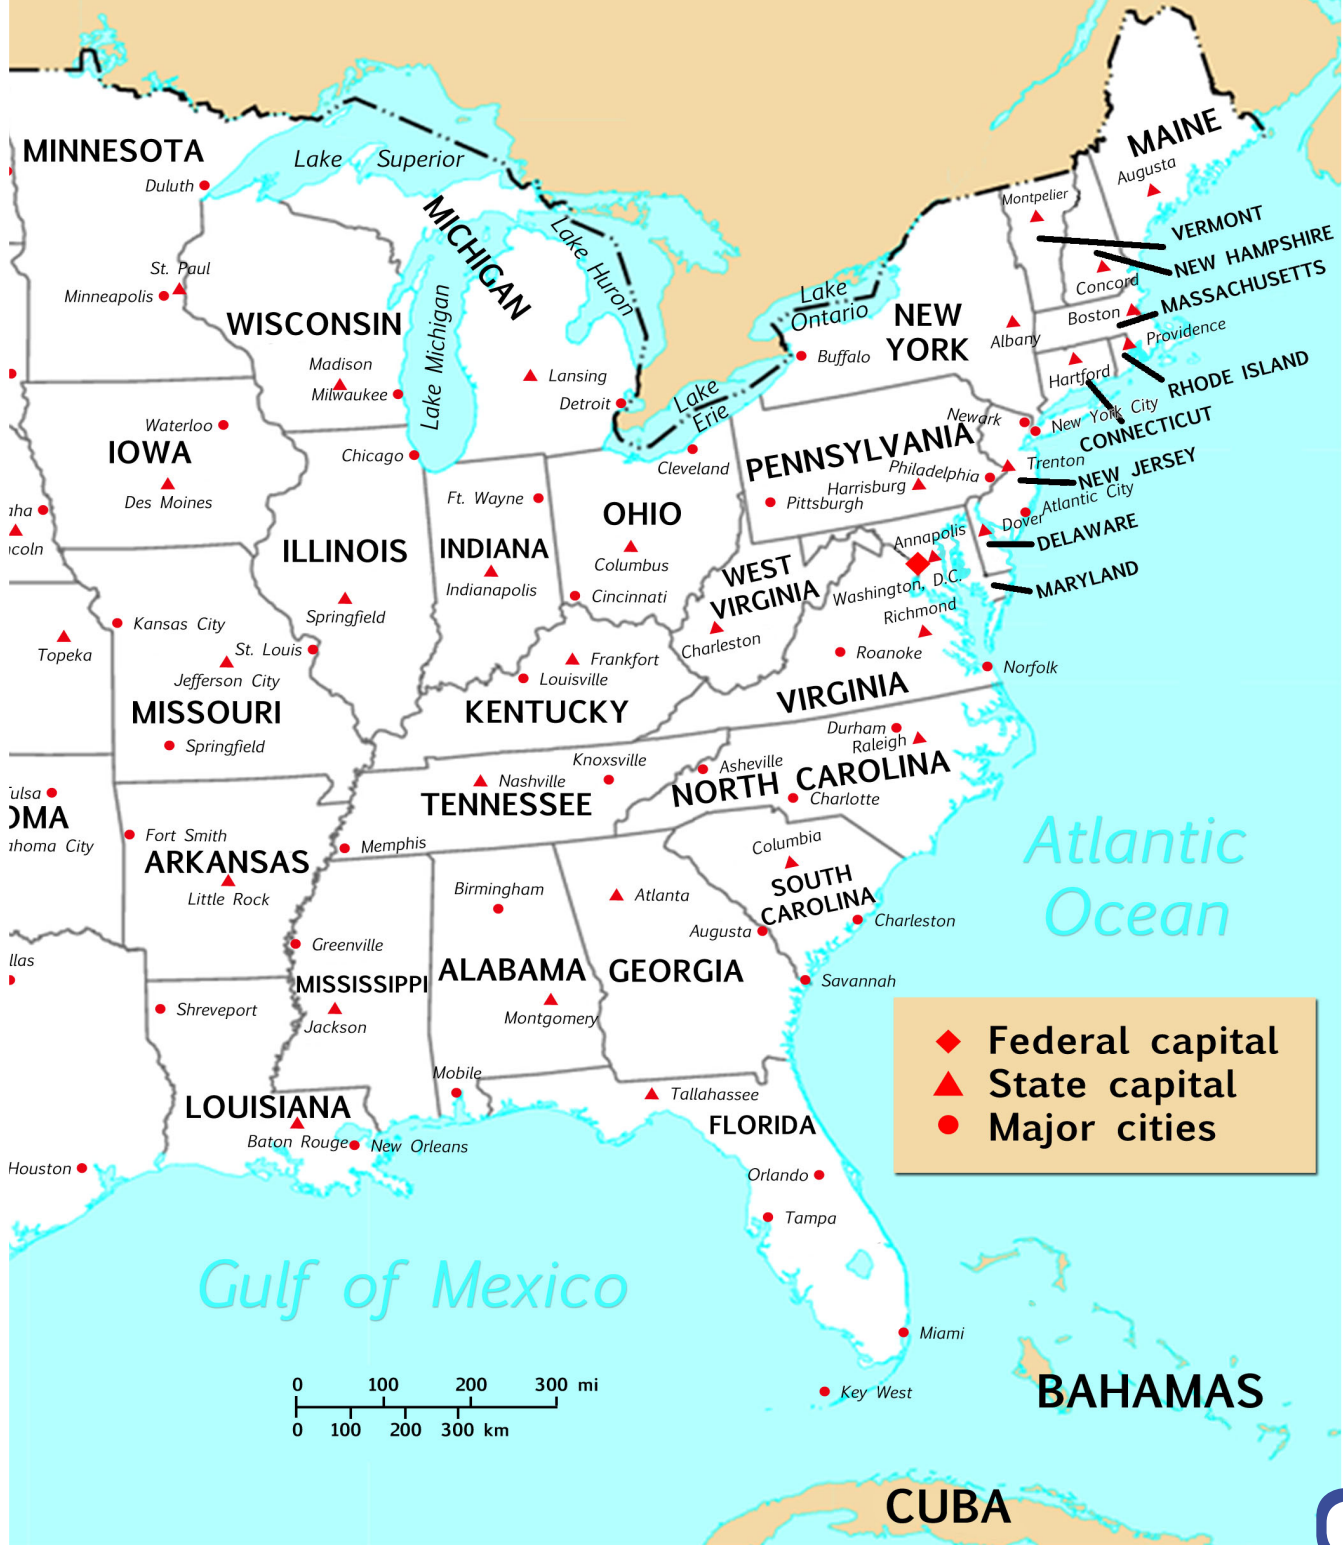 MAINE
Augusta
MINNESOTA
Lake Superior
Duluth
Montpelier
VERMONT
NEW HAMPSHIRE
MICHIGAN
Lake Huron
St. Paul
Minneapolis
Concord
MASSACHUSETTS
Lake Ontario
Boston
Providence
WISCONSIN
Lake Michigan
NEW YORK
Albany
Buffalo
Madison
Milwaukee
Lansing
Detroit
Hartford
RHODE ISLAND
Lake Erie
Newark
New York City
CONNECTICUT
Waterloo
IOWA
Chicago
Cleveland
PENNSYLVANIA
Philadelphia
Trenton
NEW JERSEY
Des Moines
Ft. Wayne
Harrisburg
Pittsburgh
Atlantic City
aha
coln
OHIO
Dover
DELAWARE
ILLINOIS
INDIANA
Columbus
Annapolis
WEST VIRGINIA
Washington, D.C.
MARYLAND
Indianapolis
Cincinnati
Springfield
Richmond
Kansas City
Topeka
St. Louis
Jefferson City
Frankfort
Louisville
Charleston
Roanoke
Norfolk
MISSOURI
KENTUCKY
VIRGINIA
Springfield
Durham
Raleigh
Knoxsville
Asheville
NORTH CAROLINA
Nashville
TENNESSEE
Charlotte
Tulsa
OMA
ahoma City
Fort Smith
ARKANSAS
Little Rock
Memphis
Columbia
SOUTH CAROLINA
Atlantic Ocean
Birmingham
Atlanta
Augusta
Charleston
Greenville
llas
MISSISSIPPI
ALABAMA
GEORGIA
Savannah
Shreveport
Jackson
Montgomery
Federal capital
State capital
Major cities
Mobile
Tallahassee
LOUISIANA
FLORIDA
Baton Rouge
New Orleans
Houston
Orlando
Tampa
Gulf of Mexico
Miami
Key West
BAHAMAS
0 100 200 300 mi
0 100 200 300 km
CUBA